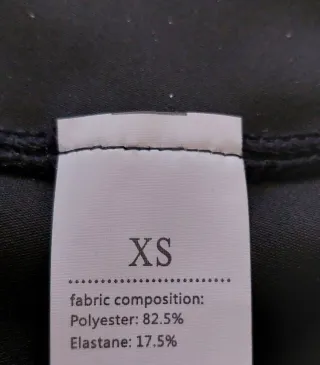 XS
fabric composition:
Polyester: 82.5%
Elastane: 17.5%